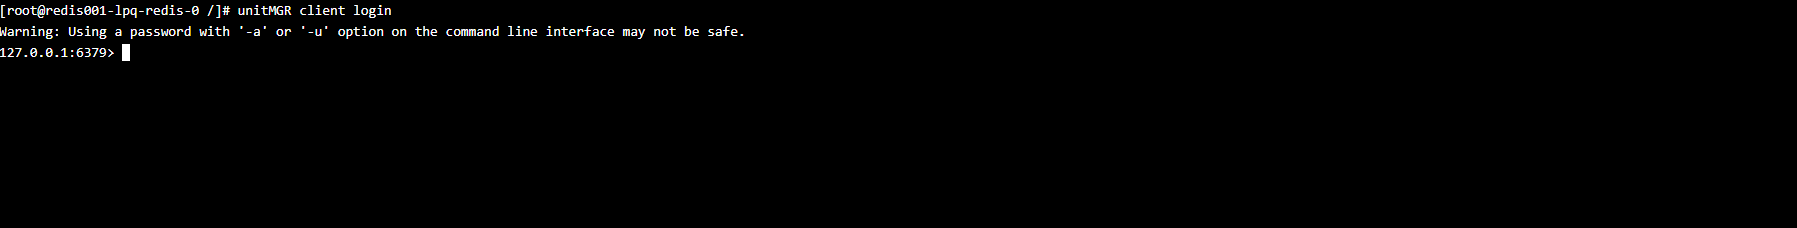 [root@redis001-lpq-redis-0 /]# unitMGR client login
Warning: Using a password with '-a' or '-u' option on the command line interface may not be safe.
127.0.0.1:6379>